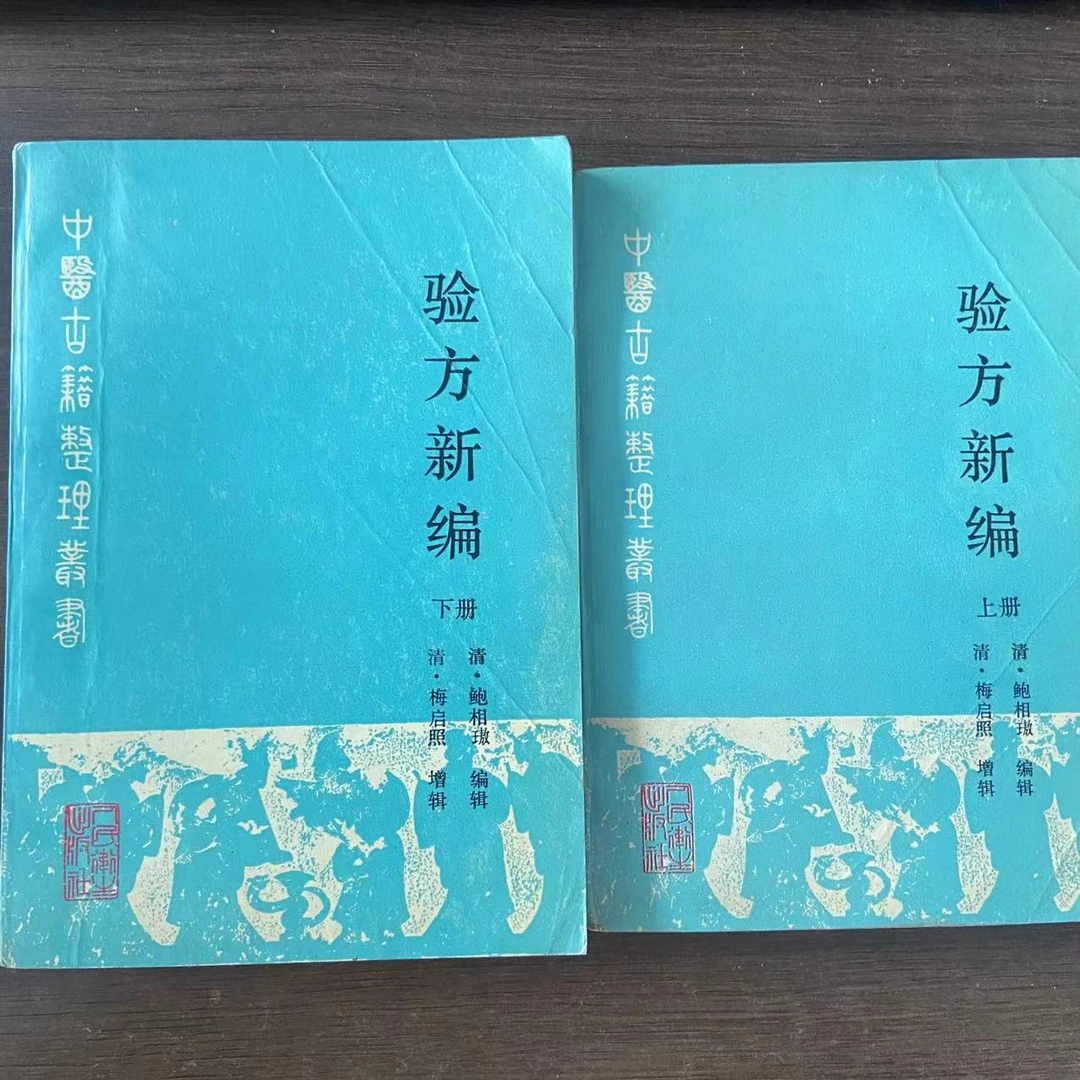 中醫古籍整理叢書
验方新编
下册
清·鲍相璈 编辑
清·梅启照 增辑
人民衛生出版社
中醫古籍整理叢書
验方新编
上册
清·鲍相璈 编辑
清·梅启照 增辑
人民衛生出版社